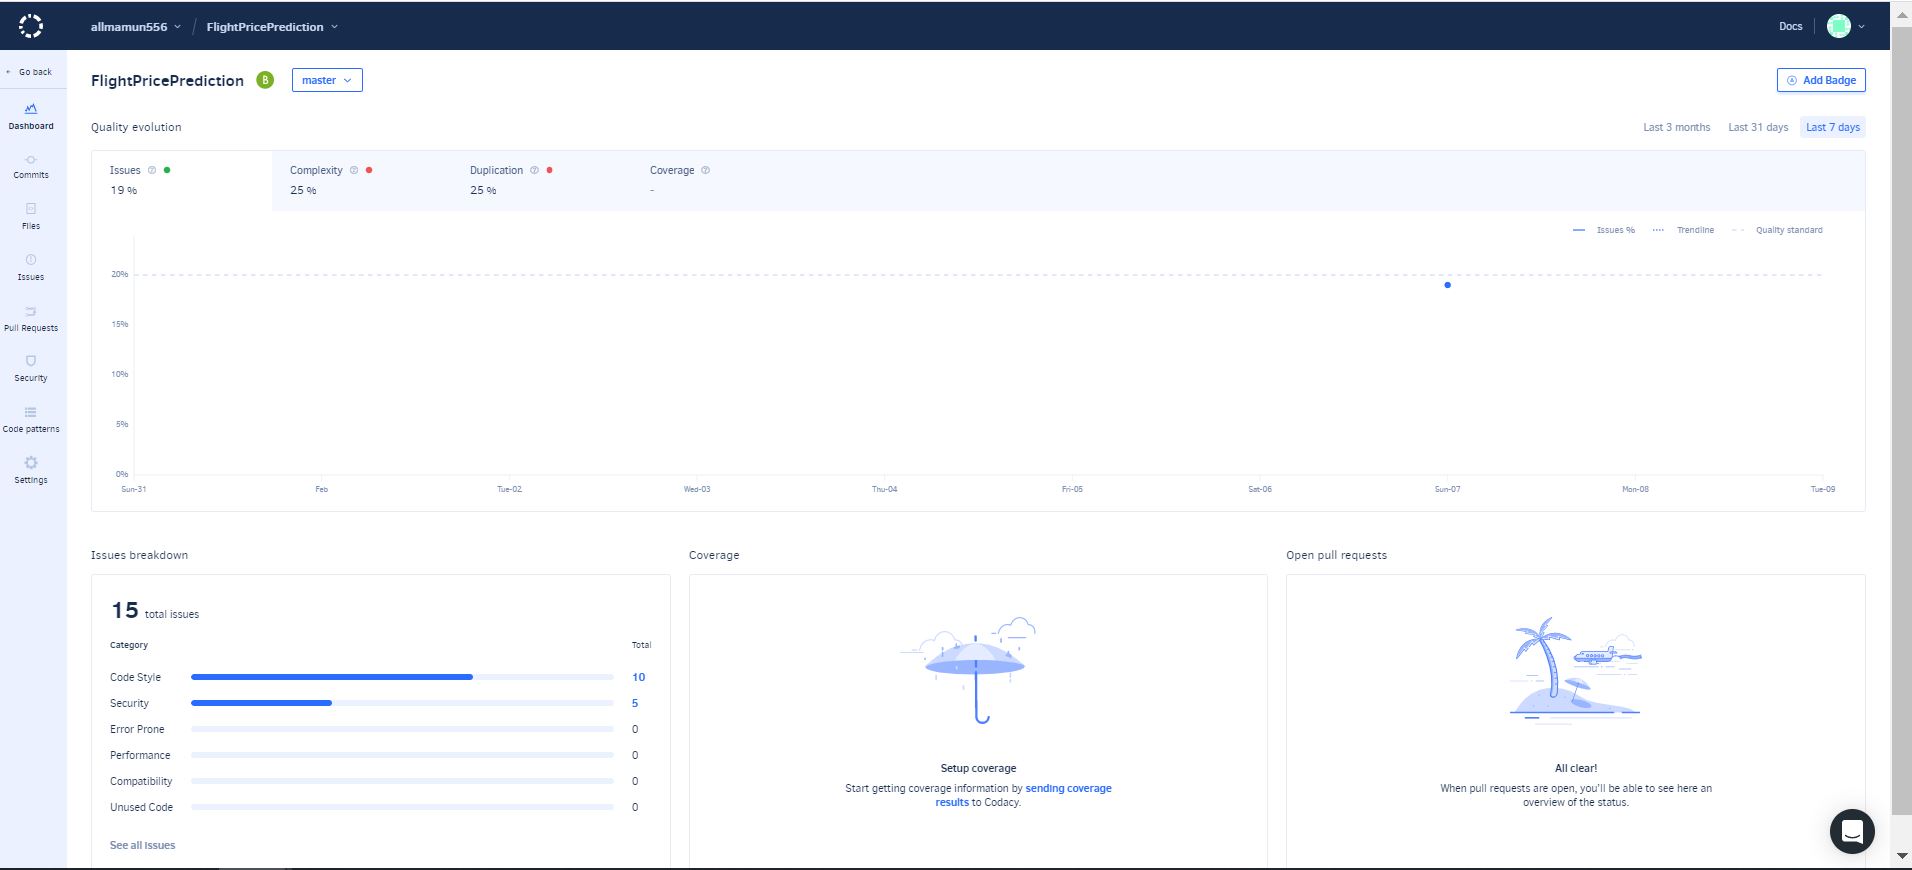 allmamun556 / FlightPricePrediction
Docs
Go back
Dashboard
Commits
Files
Issues
Pull Requests
Security
Code patterns
Settings
FlightPricePrediction B master
Add Badge
Quality evolution
Last 3 months Last 31 days Last 7 days
Issues Complexity Duplication Coverage
19 % 25 % 25 % -
Issues % Trendline Quality standard
20%
15%
10%
5%
0%
Sun-31 Feb Tue-02 Wed-03 Thu-04 Fri-05 Sat-06 Sun-07 Mon-08 Tue-09
Issues breakdown
15 total issues
Category Total
Code Style 10
Security 5
Error Prone 0
Performance 0
Compatibility 0
Unused Code 0
See all issues
Coverage
Setup coverage
Start getting coverage information by sending coverage
results to Codacy.
Open pull requests
All clear!
When pull requests are open, you'll be able to see here an
overview of the status.